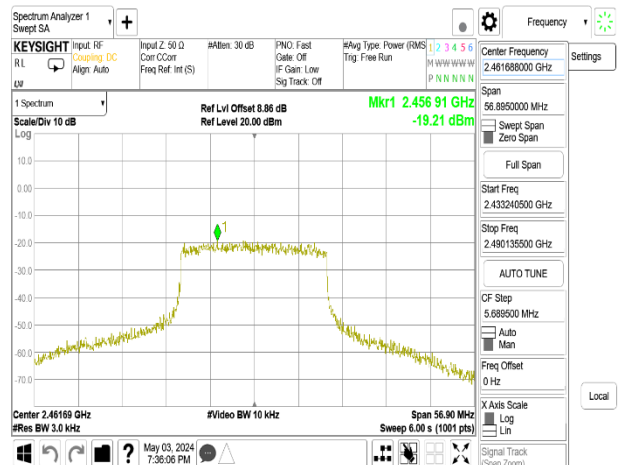 Spectrum Analyzer 1
Swept SA
+
Frequency
KEYSIGHT
RL
Input: RF
Coupling: DC
Align: Auto
Input Z: 50 Ω
Corr CCorr
Freq Ref: Int (S)
#Atten: 30 dB
PNO: Fast
Gate: Off
IF Gain: Low
Sig Track: Off
#Avg Type: Power (RMS
Trig: Free Run
1 2 3 4 5 6
M W W W W W
P N N N N N
1 Spectrum
Scale/Div 10 dB
Log
Ref Lvl Offset 8.86 dB
Ref Level 20.00 dBm
Mkr1 2.456 91 GHz
-19.21 dBm
10.0
0.00
-10.0
1
-20.0
-30.0
-40.0
-50.0
-60.0
-70.0
Center 2.46169 GHz
#Res BW 3.0 kHz
#Video BW 10 kHz
Span 56.90 MHz
Sweep 6.00 s (1001 pts)
May 03, 2024
7:36:06 PM
Center Frequency
2.461688000 GHz
Settings
Span
56.8950000 MHz
Swept Span
Zero Span
Full Span
Start Freq
2.433240500 GHz
Stop Freq
2.490135500 GHz
AUTO TUNE
CF Step
5.689500 MHz
Auto
Man
Freq Offset
0 Hz
X Axis Scale
Log
Lin
Local
Signal Track
(Span Zoom)